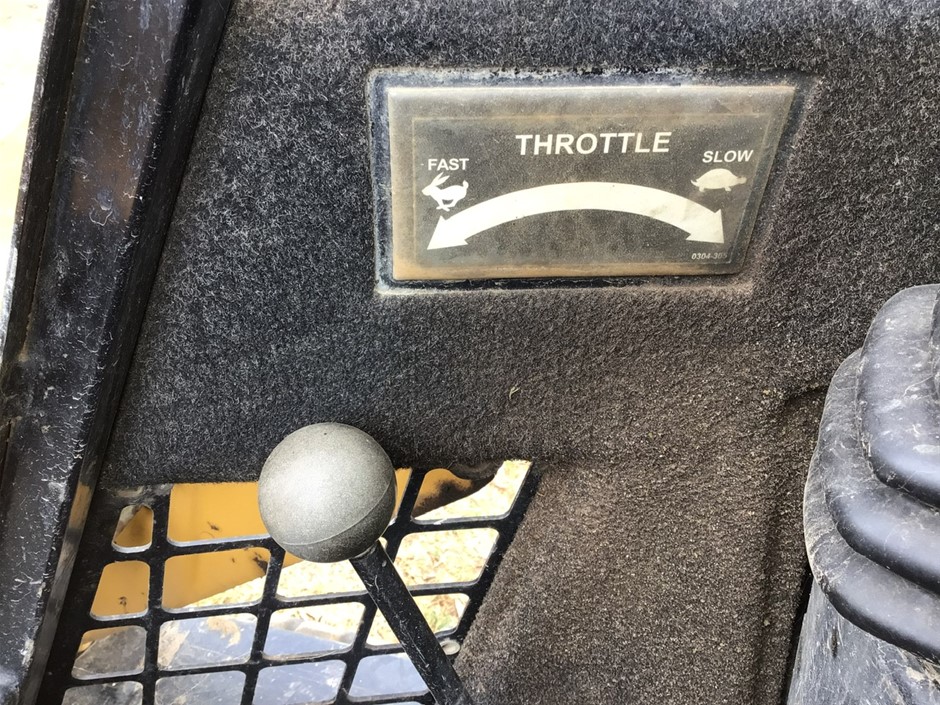 THROTTLE
FAST
SLOW
0304-305